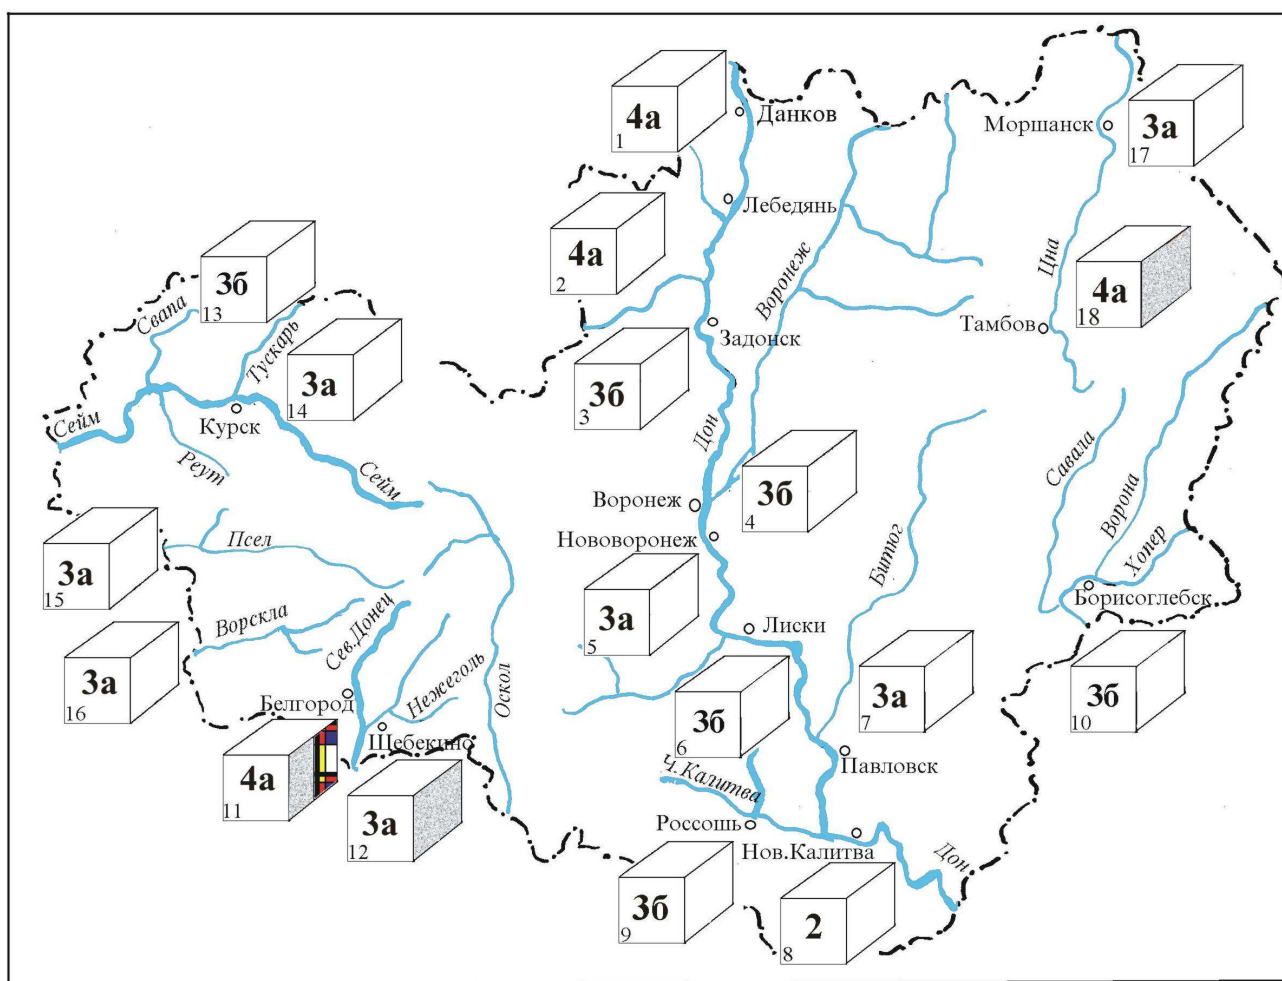 4а
1
Данков
Моршанск
3а
17
Лебедянь
4а
2
Воронеж
Цна
4а
18
3б
13
Свапа
Тускарь
Задонск
Тамбов
3а
14
3б
3
Сейм
Курск
Дон
Реут
Сейм
Савала
Ворона
Воронеж
3б
4
Нововоронеж
Битюг
Хопер
3а
15
Псел
Борисоглебск
3а
5
Лиски
Ворскла
Сев.Донец
Нежеголь
Оскол
3а
16
3б
6
3а
7
3б
10
Белгород
Щебекино
4а
11
3а
12
Павловск
Ч.Калитва
Россошь
Нов.Калитва
Дон
3б
9
2
8